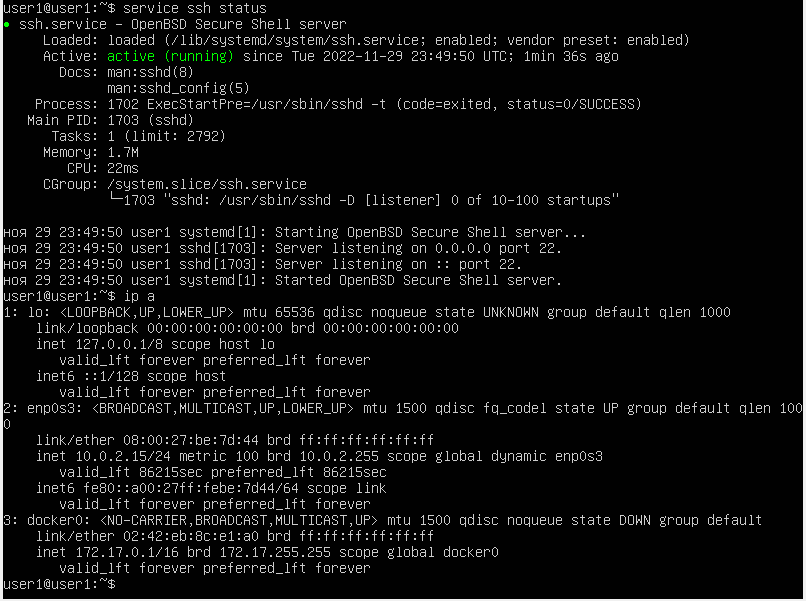 user1@user1:~$ service ssh status
● ssh.service - OpenBSD Secure Shell server
     Loaded: loaded (/lib/systemd/system/ssh.service; enabled; vendor preset: enabled)
     Active: active (running) since Tue 2022-11-29 23:49:50 UTC; 1min 36s ago
       Docs: man:sshd(8)
             man:sshd_config(5)
    Process: 1702 ExecStartPre=/usr/sbin/sshd -t (code=exited, status=0/SUCCESS)
   Main PID: 1703 (sshd)
      Tasks: 1 (limit: 2792)
     Memory: 1.7M
        CPU: 22ms
     CGroup: /system.slice/ssh.service
             └─1703 "sshd: /usr/sbin/sshd -D [listener] 0 of 10-100 startups"

ноя 29 23:49:50 user1 systemd[1]: Starting OpenBSD Secure Shell server...
ноя 29 23:49:50 user1 sshd[1703]: Server listening on 0.0.0.0 port 22.
ноя 29 23:49:50 user1 sshd[1703]: Server listening on :: port 22.
ноя 29 23:49:50 user1 systemd[1]: Started OpenBSD Secure Shell server.
user1@user1:~$ ip a
1: lo: <LOOPBACK,UP,LOWER_UP> mtu 65536 qdisc noqueue state UNKNOWN group default qlen 1000
    link/loopback 00:00:00:00:00:00 brd 00:00:00:00:00:00
    inet 127.0.0.1/8 scope host lo
       valid_lft forever preferred_lft forever
    inet6 ::1/128 scope host
       valid_lft forever preferred_lft forever
2: enp0s3: <BROADCAST,MULTICAST,UP,LOWER_UP> mtu 1500 qdisc fq_codel state UP group default qlen 100
0
    link/ether 08:00:27:be:7d:44 brd ff:ff:ff:ff:ff:ff
    inet 10.0.2.15/24 metric 100 brd 10.0.2.255 scope global dynamic enp0s3
       valid_lft 86215sec preferred_lft 86215sec
    inet6 fe80::a00:27ff:febe:7d44/64 scope link
       valid_lft forever preferred_lft forever
3: docker0: <NO-CARRIER,BROADCAST,MULTICAST,UP> mtu 1500 qdisc noqueue state DOWN group default
    link/ether 02:42:eb:8c:e1:a0 brd ff:ff:ff:ff:ff:ff
    inet 172.17.0.1/16 brd 172.17.255.255 scope global docker0
       valid_lft forever preferred_lft forever
user1@user1:~$